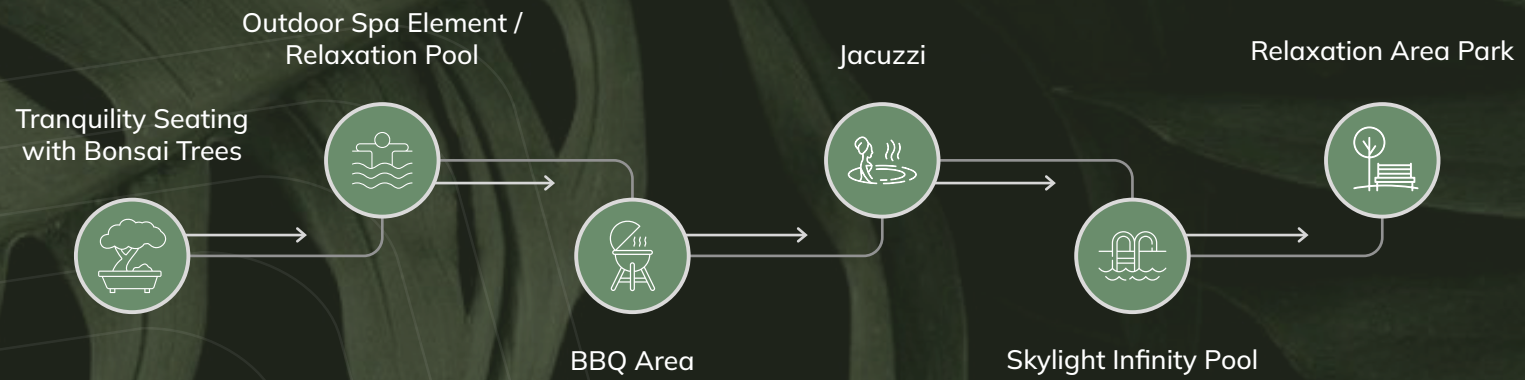 Tranquility Seating
with Bonsai Trees
Outdoor Spa Element /
Relaxation Pool
BBQ Area
Jacuzzi
Skylight Infinity Pool
Relaxation Area Park